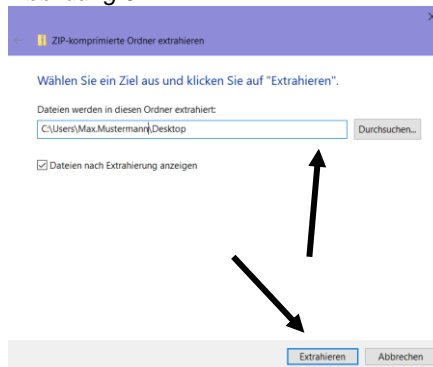 ZIP-komprimierte Ordner extrahieren
Wählen Sie ein Ziel aus und klicken Sie auf "Extrahieren".
Dateien werden in diesen Ordner extrahiert:
C:\Users\Max.Mustermann\Desktop
Durchsuchen...
Dateien nach Extrahierung anzeigen
Extrahieren Abbrechen